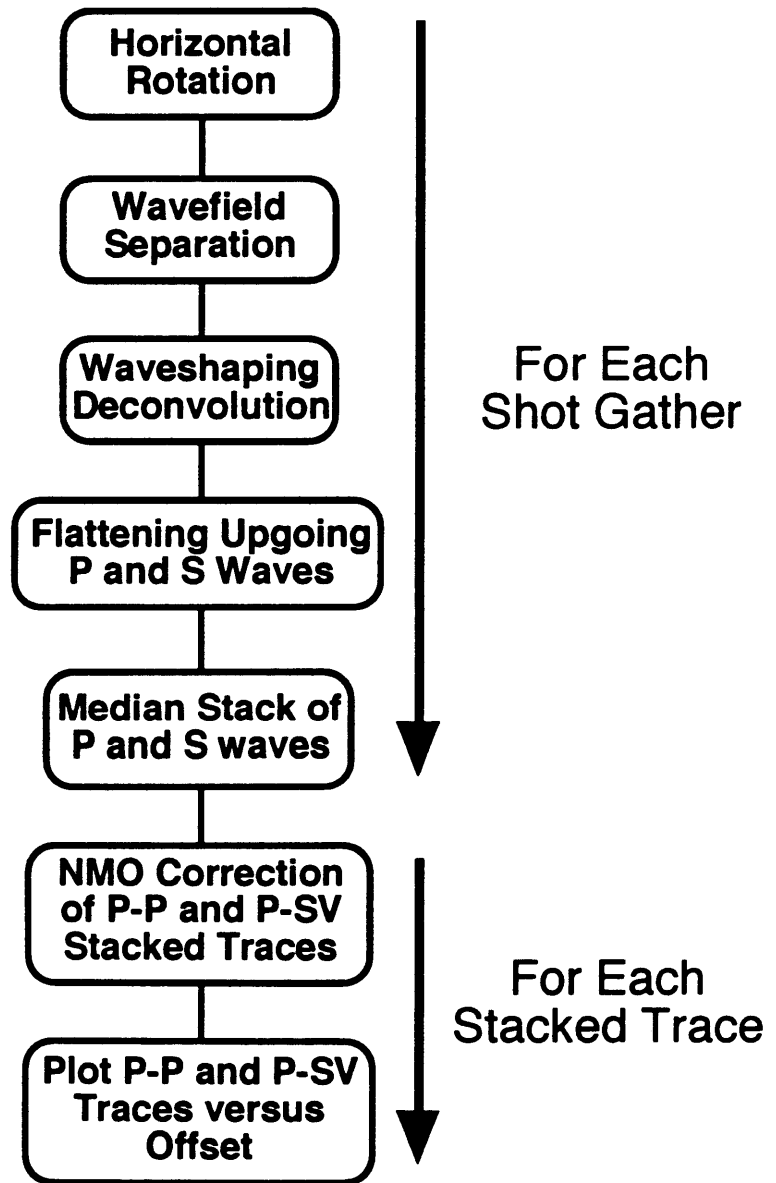 Horizontal
Rotation
Wavefield
Separation
Waveshaping
Deconvolution
For Each
Shot Gather
Flattening Upgoing
P and S Waves
Median Stack of
P and S waves
NMO Correction
of P-P and P-SV
Stacked Traces
For Each
Stacked Trace
Plot P-P and P-SV
Traces versus
Offset